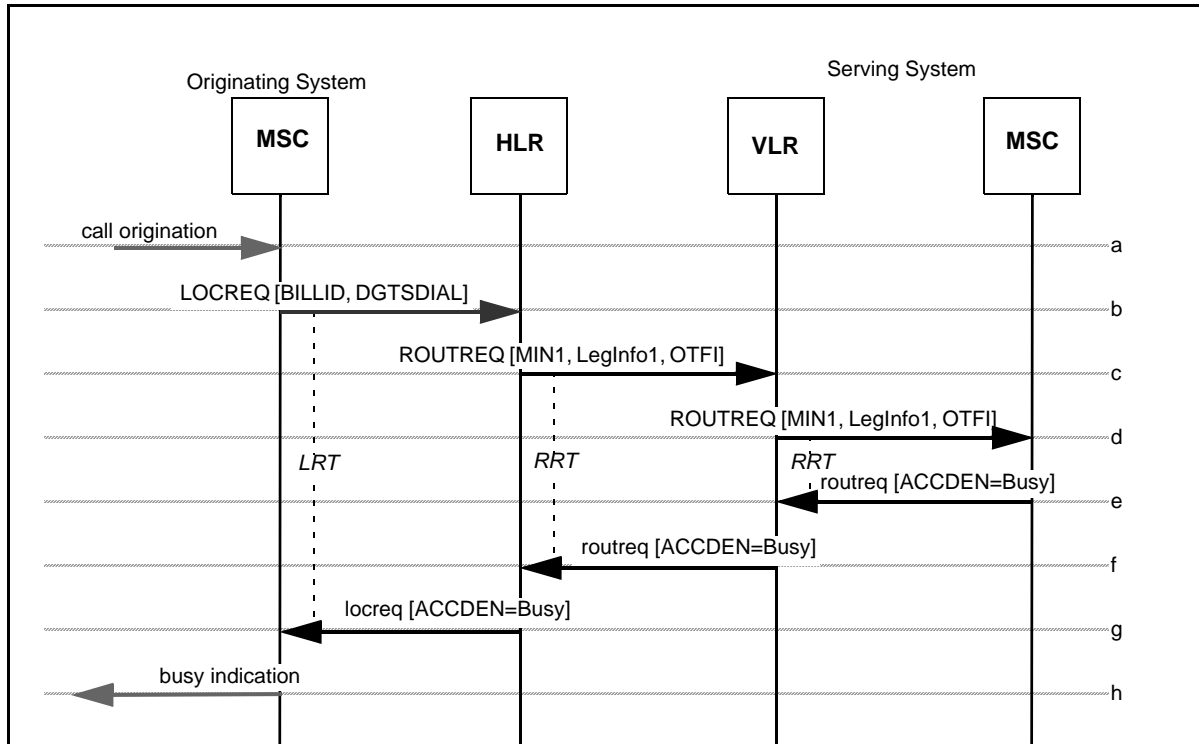 Originating System
Serving System
MSC
HLR
VLR
MSC
call origination
a
LOCREQ [BILLID, DGTSDIAL]
b
ROUTREQ [MIN1, LegInfo1, OTFI]
c
ROUTREQ [MIN1, LegInfo1, OTFI]
d
LRT
RRT
RRT
routreq [ACCDEN=Busy]
e
routreq [ACCDEN=Busy]
f
locreq [ACCDEN=Busy]
g
busy indication
h